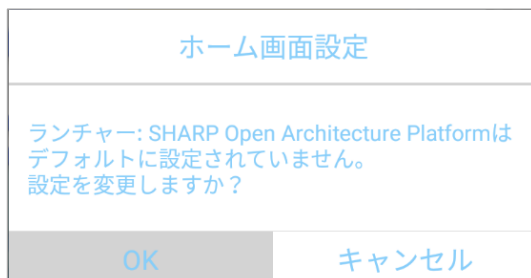 ホーム画面設定
ランチャー: SHARP Open Architecture Platformは
デフォルトに設定されていません。
設定を変更しますか？
OK
キャンセル